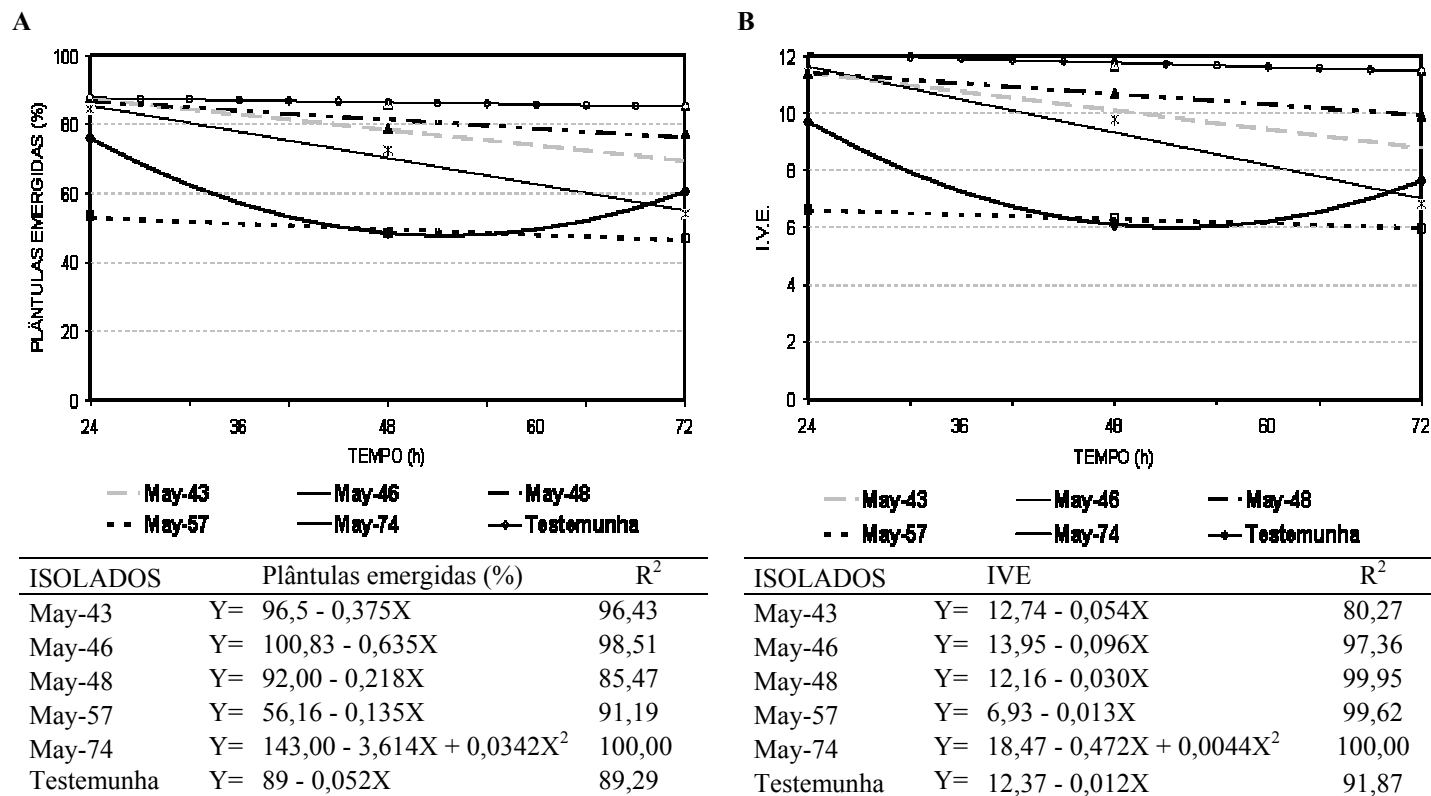 A
PLÂNTULAS EMERGIDAS (%)
100
80
60
40
20
0
24 36 48 60 72
TEMPO (h)
May-43 May-46 May-48
May-57 May-74 Testemunha
ISOLADOS Plântulas emergidas (%) R²
May-43 Y= 96,5 - 0,375X 96,43
May-46 Y= 100,83 - 0,635X 98,51
May-48 Y= 92,00 - 0,218X 85,47
May-57 Y= 56,16 - 0,135X 91,19
May-74 Y= 143,00 - 3,614X + 0,0342X² 100,00
Testemunha Y= 89 - 0,052X 89,29
B
I.V.E.
12
10
8
6
4
2
0
24 36 48 60 72
TEMPO (h)
May-43 May-46 May-48
May-57 May-74 Testemunha
ISOLADOS IVE R²
May-43 Y= 12,74 - 0,054X 80,27
May-46 Y= 13,95 - 0,096X 97,36
May-48 Y= 12,16 - 0,030X 99,95
May-57 Y= 6,93 - 0,013X 99,62
May-74 Y= 18,47 - 0,472X + 0,0044X² 100,00
Testemunha Y= 12,37 - 0,012X 91,87